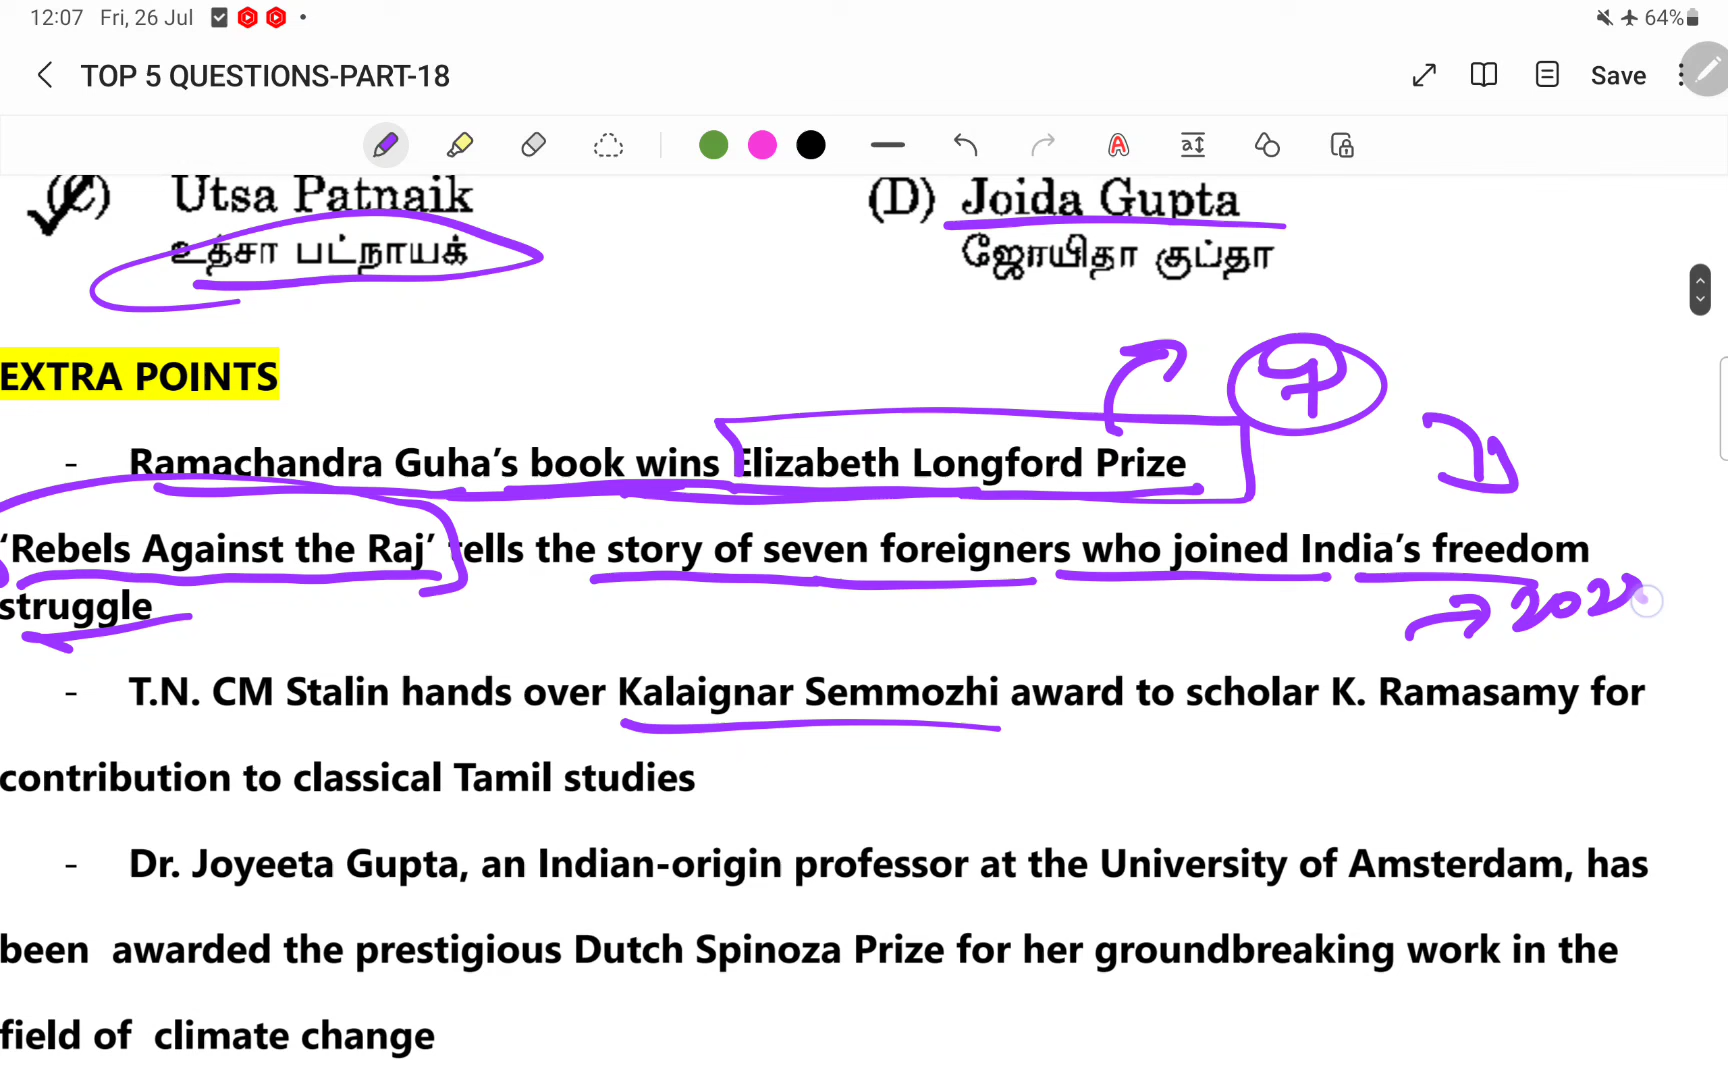 12:07 Fri, 26 Jul
64%
TOP 5 QUESTIONS-PART-18
Save
(C) Utsa Patnaik (D) Joida Gupta
உத்சா பட்நாயக் ஜோயிதா குப்தா
EXTRA POINTS
- Ramachandra Guha's book wins Elizabeth Longford Prize
'Rebels Against the Raj' tells the story of seven foreigners who joined India's freedom
struggle
- T.N. CM Stalin hands over Kalaignar Semmozhi award to scholar K. Ramasamy for
contribution to classical Tamil studies
- Dr. Joyeeta Gupta, an Indian-origin professor at the University of Amsterdam, has
been awarded the prestigious Dutch Spinoza Prize for her groundbreaking work in the
field of climate change